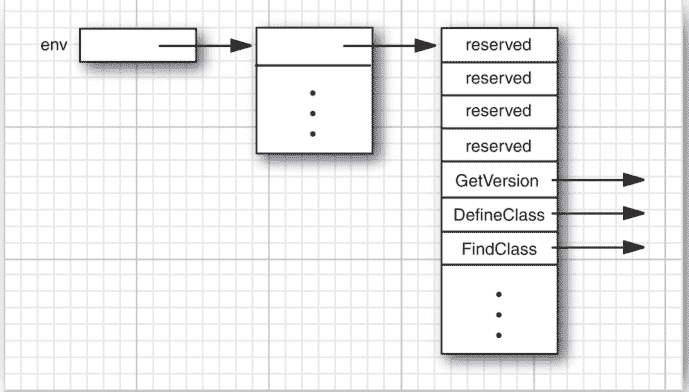 env
reserved
reserved
reserved
reserved
GetVersion
DefineClass
FindClass